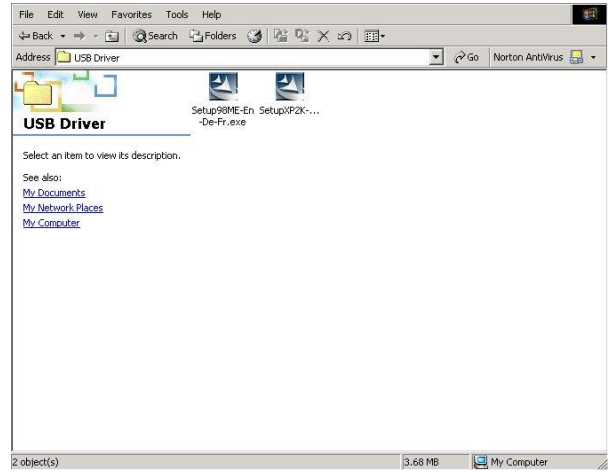 File Edit View Favorites Tools Help
Back Search Folders
Address USB Driver Go Norton AntiVirus
Setup98ME-En SetupXP2K-...
-De-Fr.exe
USB Driver
Select an item to view its description.
See also:
My Documents
My Network Places
My Computer
2 object(s) 3.68 MB My Computer